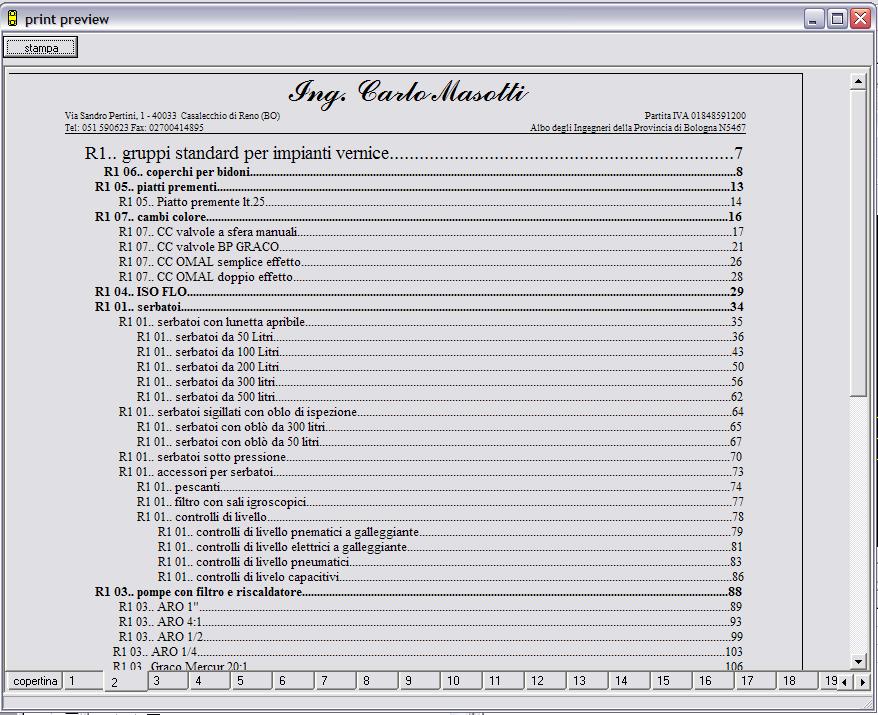 print preview
stampa
Ing. Carlo Masotti
Via Sandro Pertini, 1 - 40033 Casalecchio di Reno (BO) Partita IVA 01848591200
Tel: 051 590623 Fax: 02700414895 Albo degli Ingegneri della Provincia di Bologna N5467
R1.. gruppi standard per impianti vernice......................................................................7
R1 06.. coperchi per bidoni......................................................................8
R1 05.. piatti prementi......................................................................13
R1 05.. Piatto premente lt.25......................................................................14
R1 07.. cambi colore......................................................................16
R1 07.. CC valvole a sfera manuali......................................................................17
R1 07.. CC valvole BP GRACO......................................................................21
R1 07.. CC OMAL semplice effetto......................................................................26
R1 07.. CC OMAL doppio effetto......................................................................28
R1 04.. ISO FLO......................................................................29
R1 01.. serbatoi......................................................................34
R1 01.. serbatoi con lunetta apribile......................................................................35
R1 01.. serbatoi da 50 Litri......................................................................36
R1 01.. serbatoi da 100 Litri......................................................................43
R1 01.. serbatoi da 200 Litri......................................................................50
R1 01.. serbatoi da 300 litri......................................................................56
R1 01.. serbatoi da 500 litri......................................................................62
R1 01.. serbatoi sigillati con oblo di ispezione......................................................................64
R1 01.. serbatoi con oblò da 300 litri......................................................................65
R1 01.. serbatoi con oblò da 50 litri......................................................................67
R1 01.. serbatoi sotto pressione......................................................................70
R1 01.. accessori per serbatoi......................................................................73
R1 01.. pescanti......................................................................74
R1 01.. filtro con sali igroscopici......................................................................77
R1 01.. controlli di livello......................................................................78
R1 01.. controlli di livello pnematici a galleggiante......................................................................79
R1 01.. controlli di livello elettrici a galleggiante......................................................................81
R1 01.. controlli di livello pneumatici......................................................................83
R1 01.. controlli di livelo capacitivi......................................................................86
R1 03.. pompe con filtro e riscaldatore......................................................................88
R1 03.. ARO 1"......................................................................89
R1 03.. ARO 4:1......................................................................93
R1 03.. ARO 1/2......................................................................99
R1 03.. ARO 1/4......................................................................103
R1 03.. Graco Mercur 20:1......................................................................106
copertina 1 2 3 4 5 6 7 8 9 10 11 12 13 14 15 16 17 18 19